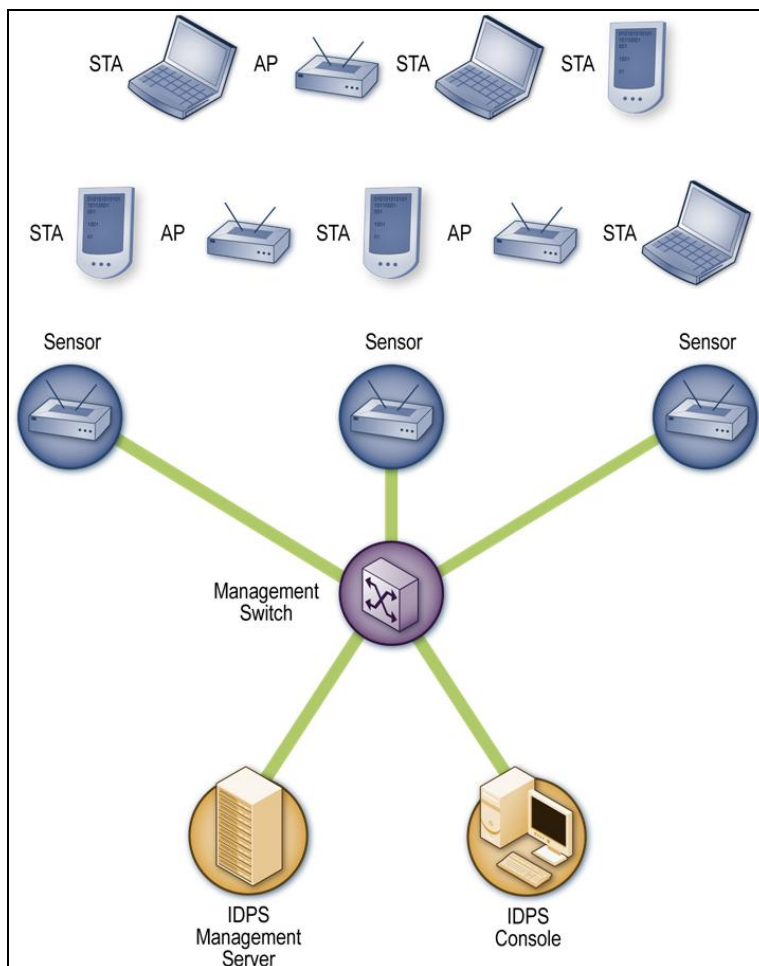 STA AP STA STA
STA AP STA AP STA
Sensor Sensor Sensor
Management
Switch
IDPS
Management
Server
IDPS
Console